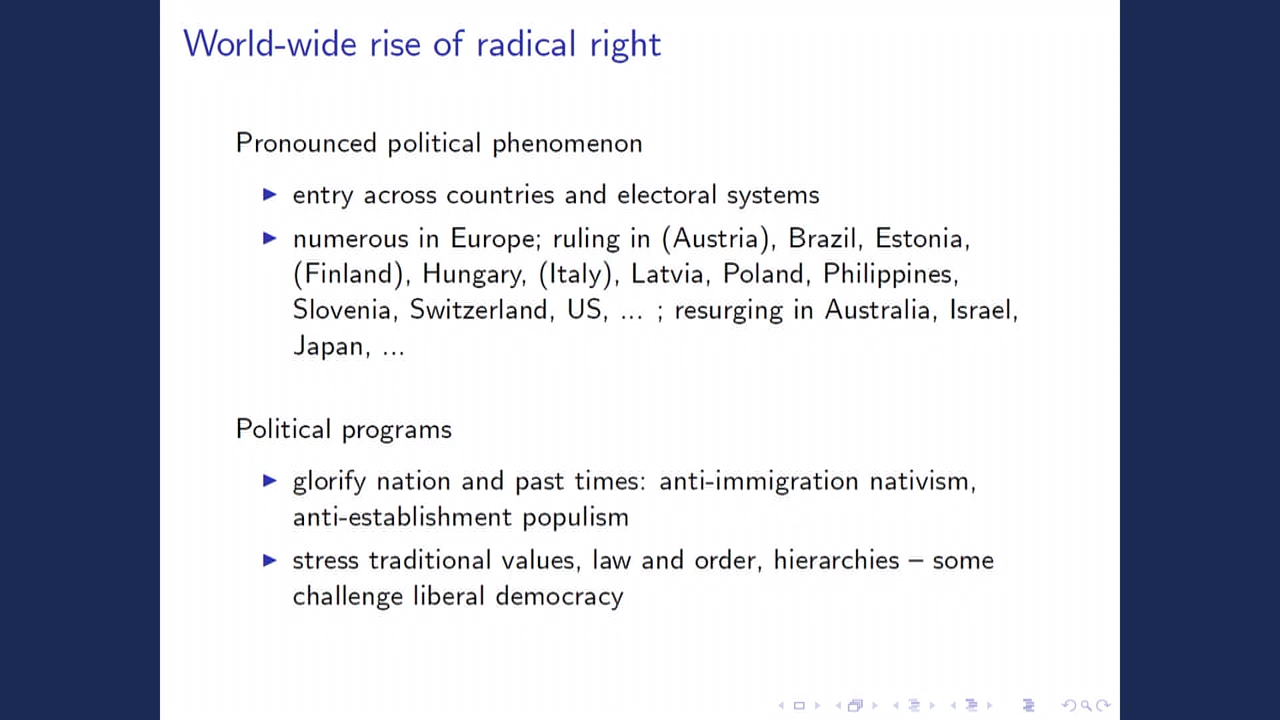 World-wide rise of radical right
Pronounced political phenomenon
entry across countries and electoral systems
numerous in Europe; ruling in (Austria), Brazil, Estonia,
(Finland), Hungary, (Italy), Latvia, Poland, Philippines,
Slovenia, Switzerland, US, ... ; resurging in Australia, Israel,
Japan, ...
Political programs
glorify nation and past times: anti-immigration nativism,
anti-establishment populism
stress traditional values, law and order, hierarchies – some
challenge liberal democracy